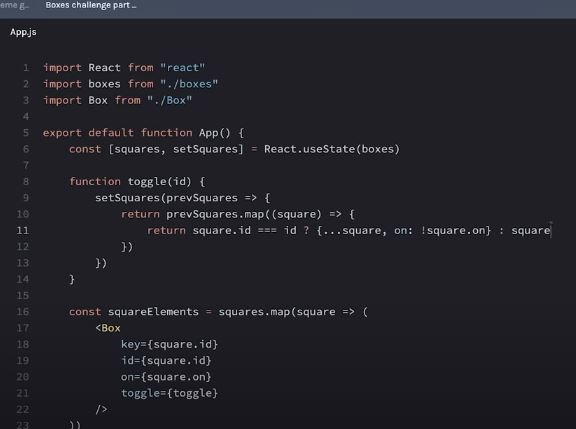 eme g… Boxes challenge part …
App.js
1 import React from "react"
2 import boxes from "./boxes"
3 import Box from "./Box"
4
5 export default function App() {
6 const [squares, setSquares] = React.useState(boxes)
7
8 function toggle(id) {
9 setSquares(prevSquares => {
10 return prevSquares.map((square) => {
11 return square.id === id ? {...square, on: !square.on} : square
12 })
13 })
14 }
15
16 const squareElements = squares.map(square => (
17 <Box
18 key={square.id}
19 id={square.id}
20 on={square.on}
21 toggle={toggle}
22 />
23 ))